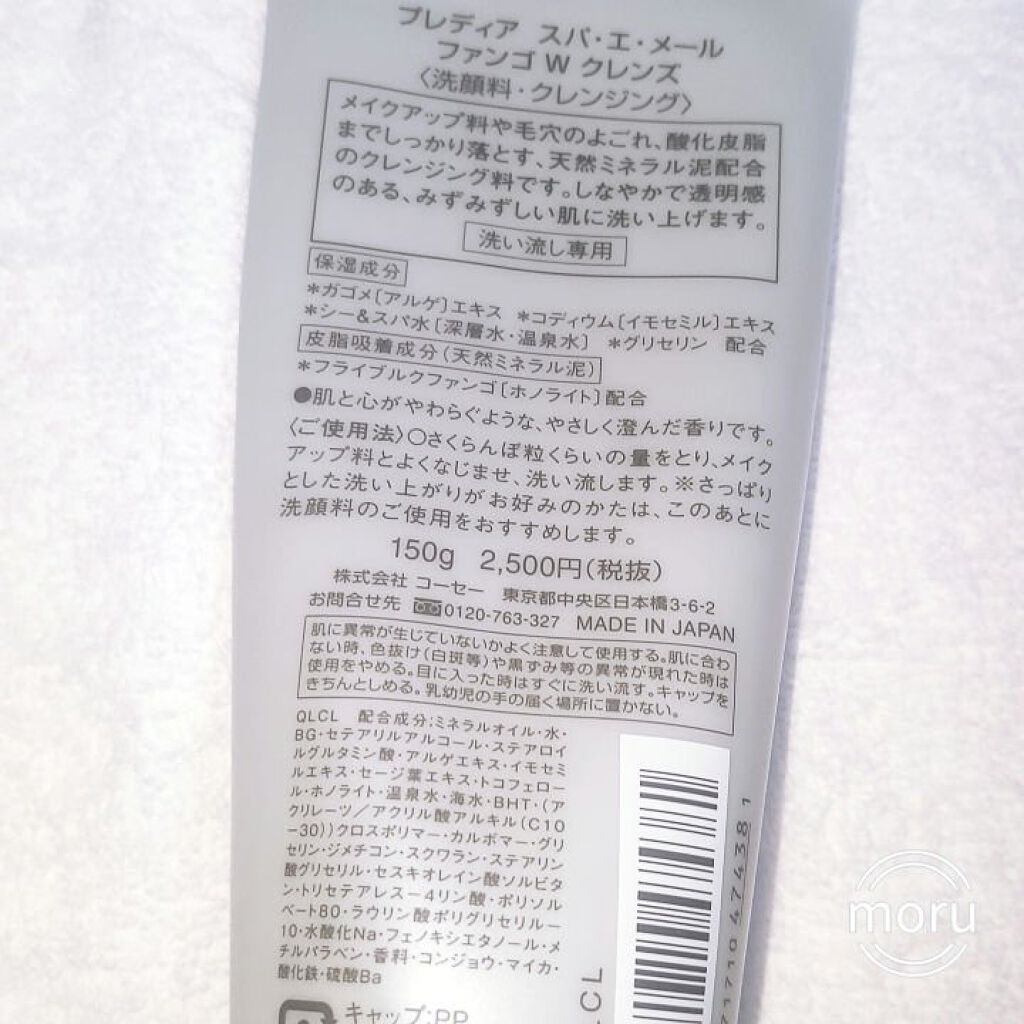 プレディア スパ・エ・メール
ファンゴ W クレンズ
〈洗顔料・クレンジング〉
メイクアップ料や毛穴のよごれ、酸化皮脂
までしっかり落とす、天然ミネラル泥配合
のクレンジング料です。しなやかで透明感
のある、みずみずしい肌に洗い上げます。
洗い流し専用
保湿成分
*ガゴメ〔アルゲ〕エキス *コディウム〔イモセミル〕エキス
*シー&スパ水〔深層水・温泉水〕 *グリセリン 配合
皮脂吸着成分(天然ミネラル泥)
*フライブルクファンゴ〔ホノライト〕配合
●肌と心がやわらぐような、やさしく澄んだ香りです。
〈ご使用法〉○さくらんぼ粒くらいの量をとり、メイク
アップ料とよくなじませ、洗い流します。※さっぱり
とした洗い上がりがお好みのかたは、このあとに
洗顔料のご使用をおすすめします。
150g 2,500円(税抜)
株式会社 コーセー 東京都中央区日本橋3-6-2
お問合せ先 0120-763-327 MADE IN JAPAN
肌に異常が生じていないかよく注意して使用する。肌に合わ
ない時、色抜け(白斑等)や黒ずみ等の異常が現れた時は
使用をやめる。目に入った時はすぐに洗い流す。キャップを
きちんとしめる。乳幼児の手の届く場所に置かない。
QLCL 配合成分:ミネラルオイル・水・
BG・セテアリルアルコール・ステアロイ
ルグルタミン酸・アルゲエキス・イモセミ
ルエキス・セージ葉エキス・トコフェロー
ル・ホノライト・温泉水・海水・BHT・(ア
クリレーツ/アクリル酸アルキル(C10
-30))クロスポリマー・カルボマー・グリ
セリン・ジメチコン・スクワラン・ステアリン
酸グリセリル・セスキオレイン酸ソルビタ
ン・トリセテアレス-4リン酸・ポリソル
ベート80・ラウリン酸ポリグリセリル-
10・水酸化Na・フェノキシエタノール・メ
チルパラベン・香料・コンジョウ・マイカ・
酸化鉄・硫酸Ba
キャップ:PP
moru